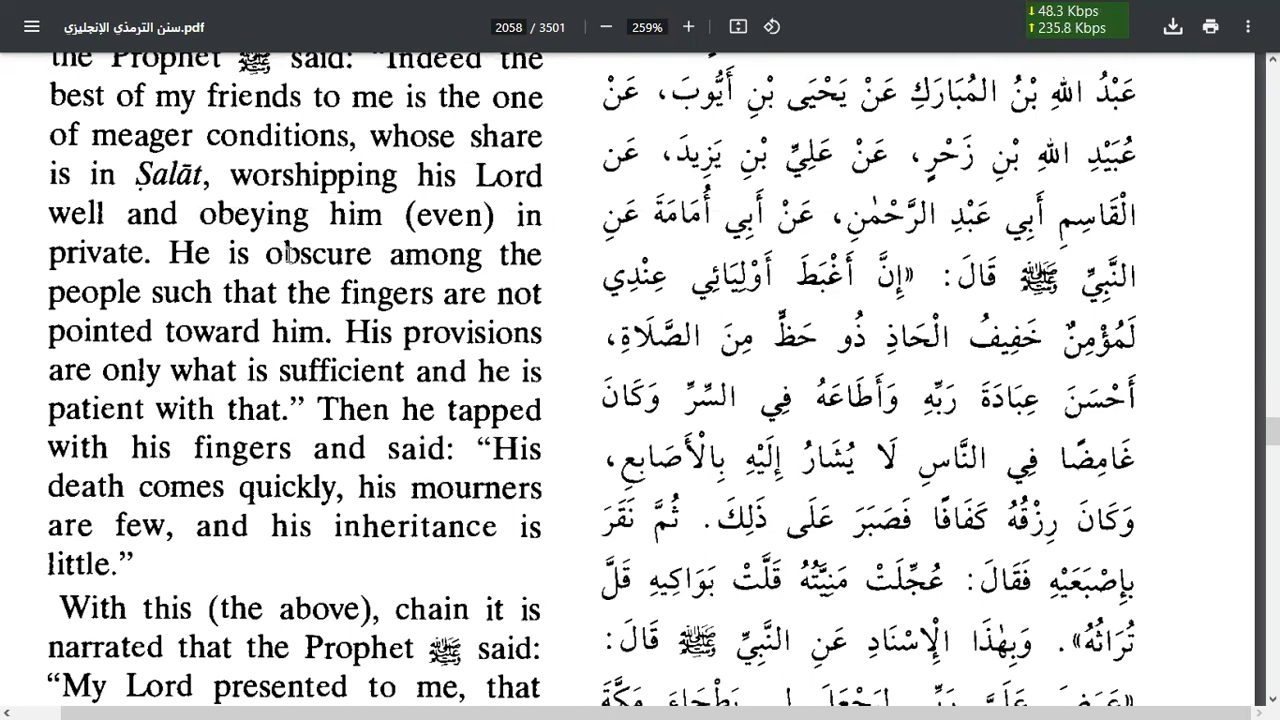 سنن الترمذي الإنجليزي.pdf
2058 / 3501
259%
48.3 Kbps
235.8 Kbps
the Prophet ﷺ said: "Indeed the
best of my friends to me is the one
of meager conditions, whose share
is in Ṣalāt, worshipping his Lord
well and obeying him (even) in
private. He is obscure among the
people such that the fingers are not
pointed toward him. His provisions
are only what is sufficient and he is
patient with that." Then he tapped
with his fingers and said: "His
death comes quickly, his mourners
are few, and his inheritance is
little."
With this (the above), chain it is
narrated that the Prophet ﷺ said:
"My Lord presented to me, that
عَبْدُ اللهِ بْنُ المُبَارَكِ عَنْ يَحْيَى بْنِ أَيُّوبَ، عَنْ
عُبَيْدِ اللهِ بْنِ زَحْرٍ، عَنْ عَلِيِّ بْنِ يَزِيدَ، عَن
الْقَاسِمِ أَبِي عَبْدِ الرَّحْمٰنِ، عَنْ أَبِي أُمَامَةَ عَنِ
النَّبِيِّ ﷺ قَالَ: «إِنَّ أَغْبَطَ أَوْلِيَائِي عِنْدِي
لَمُؤْمِنٌ خَفِيفُ الْحَاذِ ذُو حَظٍّ مِنَ الصَّلَاةِ،
أَحْسَنَ عِبَادَةَ رَبِّهِ وَأَطَاعَهُ فِي السِّرِّ وَكَانَ
غَامِضًا فِي النَّاسِ لَا يُشَارُ إِلَيْهِ بِالْأَصَابِعِ،
وَكَانَ رِزْقُهُ كَفَافًا فَصَبَرَ عَلَى ذَلِكَ. ثُمَّ نَقَرَ
بِإِصْبَعَيْهِ فَقَالَ: عُجِّلَتْ مَنِيَّتُهُ قَلَّتْ بَوَاكِيهِ قَلَّ
تُرَاثُهُ». وَبِهٰذَا الْإِسْنَادِ عَنِ النَّبِيِّ ﷺ قَالَ:
«عَرَضَ عَلَيَّ رَبِّي لِيَجْعَلَ لِي بَطْحَاءَ مَكَّةَ